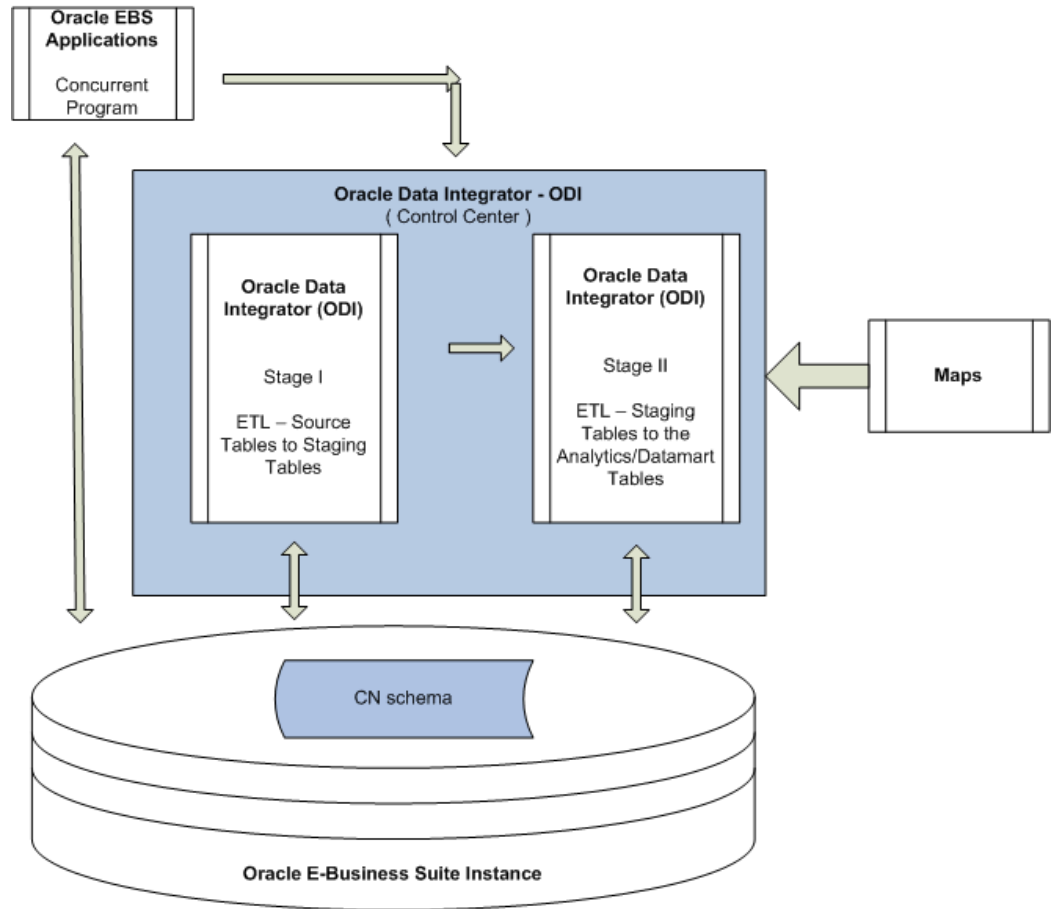 Oracle EBS
Applications
Concurrent
Program
Oracle Data Integrator - ODI
( Control Center )
Oracle Data
Integrator (ODI)
Stage I
ETL – Source
Tables to Staging
Tables
Oracle Data
Integrator (ODI)
Stage II
ETL – Staging
Tables to the
Analytics/Datamart
Tables
Maps
CN schema
Oracle E-Business Suite Instance